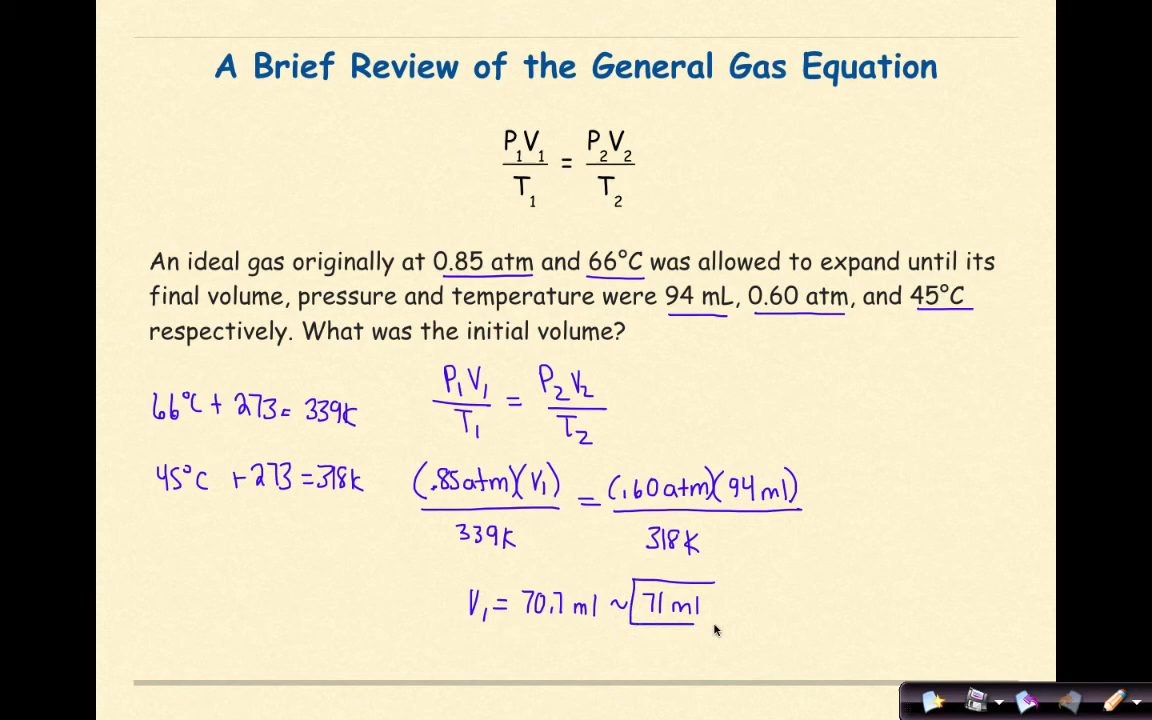 A Brief Review of the General Gas Equation
P₁V₁ / T₁ = P₂V₂ / T₂
An ideal gas originally at 0.85 atm and 66°C was allowed to expand until its
final volume, pressure and temperature were 94 mL, 0.60 atm, and 45°C
respectively. What was the initial volume?
66°C + 273 = 339K
45°C + 273 = 318K
P₁V₁ / T₁ = P₂V₂ / T₂
(.85atm)(V₁) / 339K = (.60atm)(94ml) / 318K
V₁ = 70.7 ml ~ 71 ml